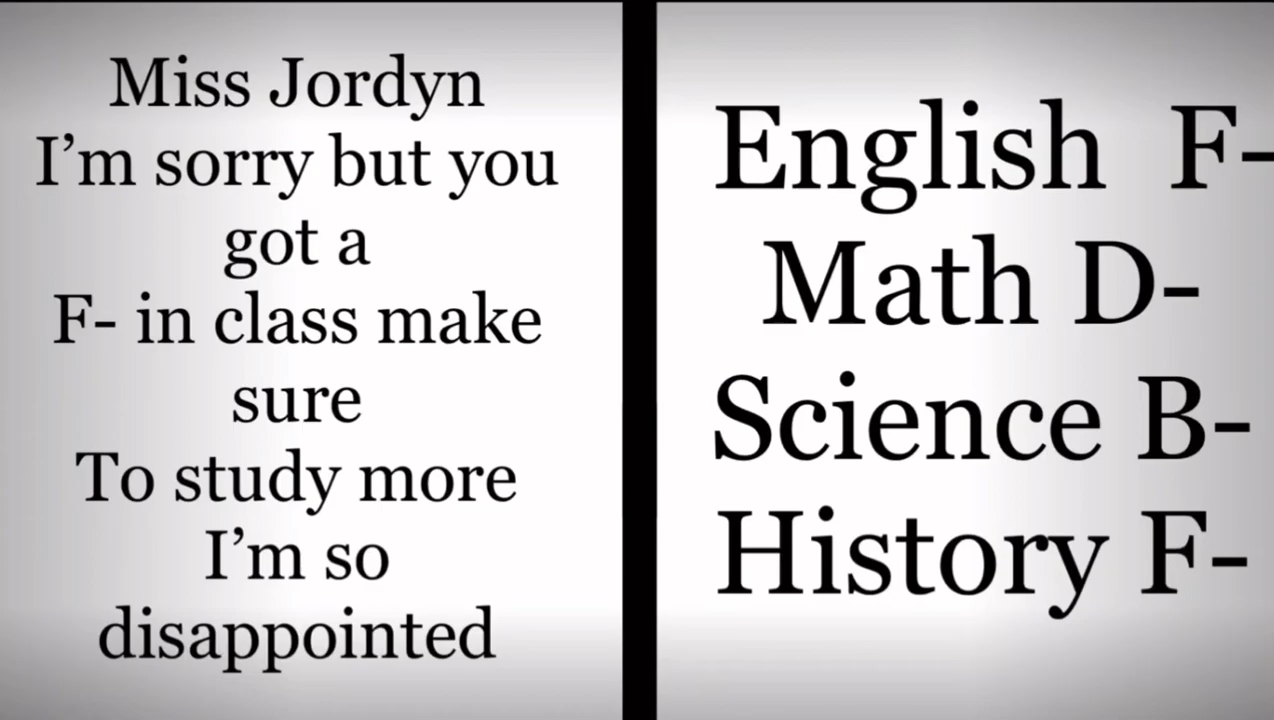 Miss Jordyn
I’m sorry but you
got a
F- in class make
sure
To study more
I’m so
disappointed
English F-
Math D-
Science B-
History F-